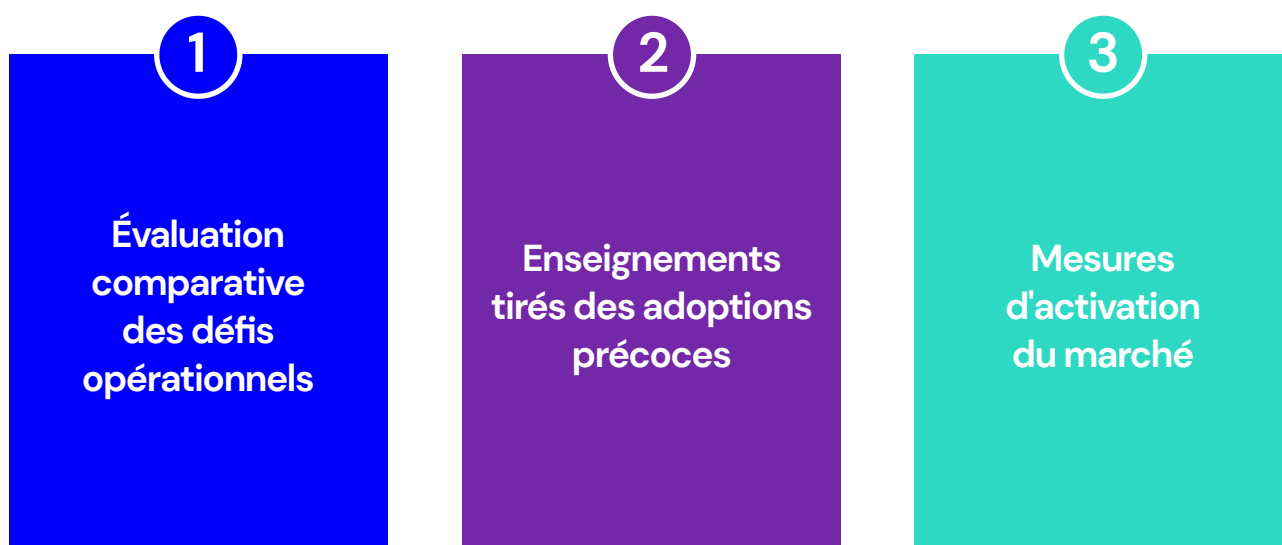 1
Évaluation
comparative
des défis
opérationnels
2
Enseignements
tirés des adoptions
précoces
3
Mesures
d'activation
du marché